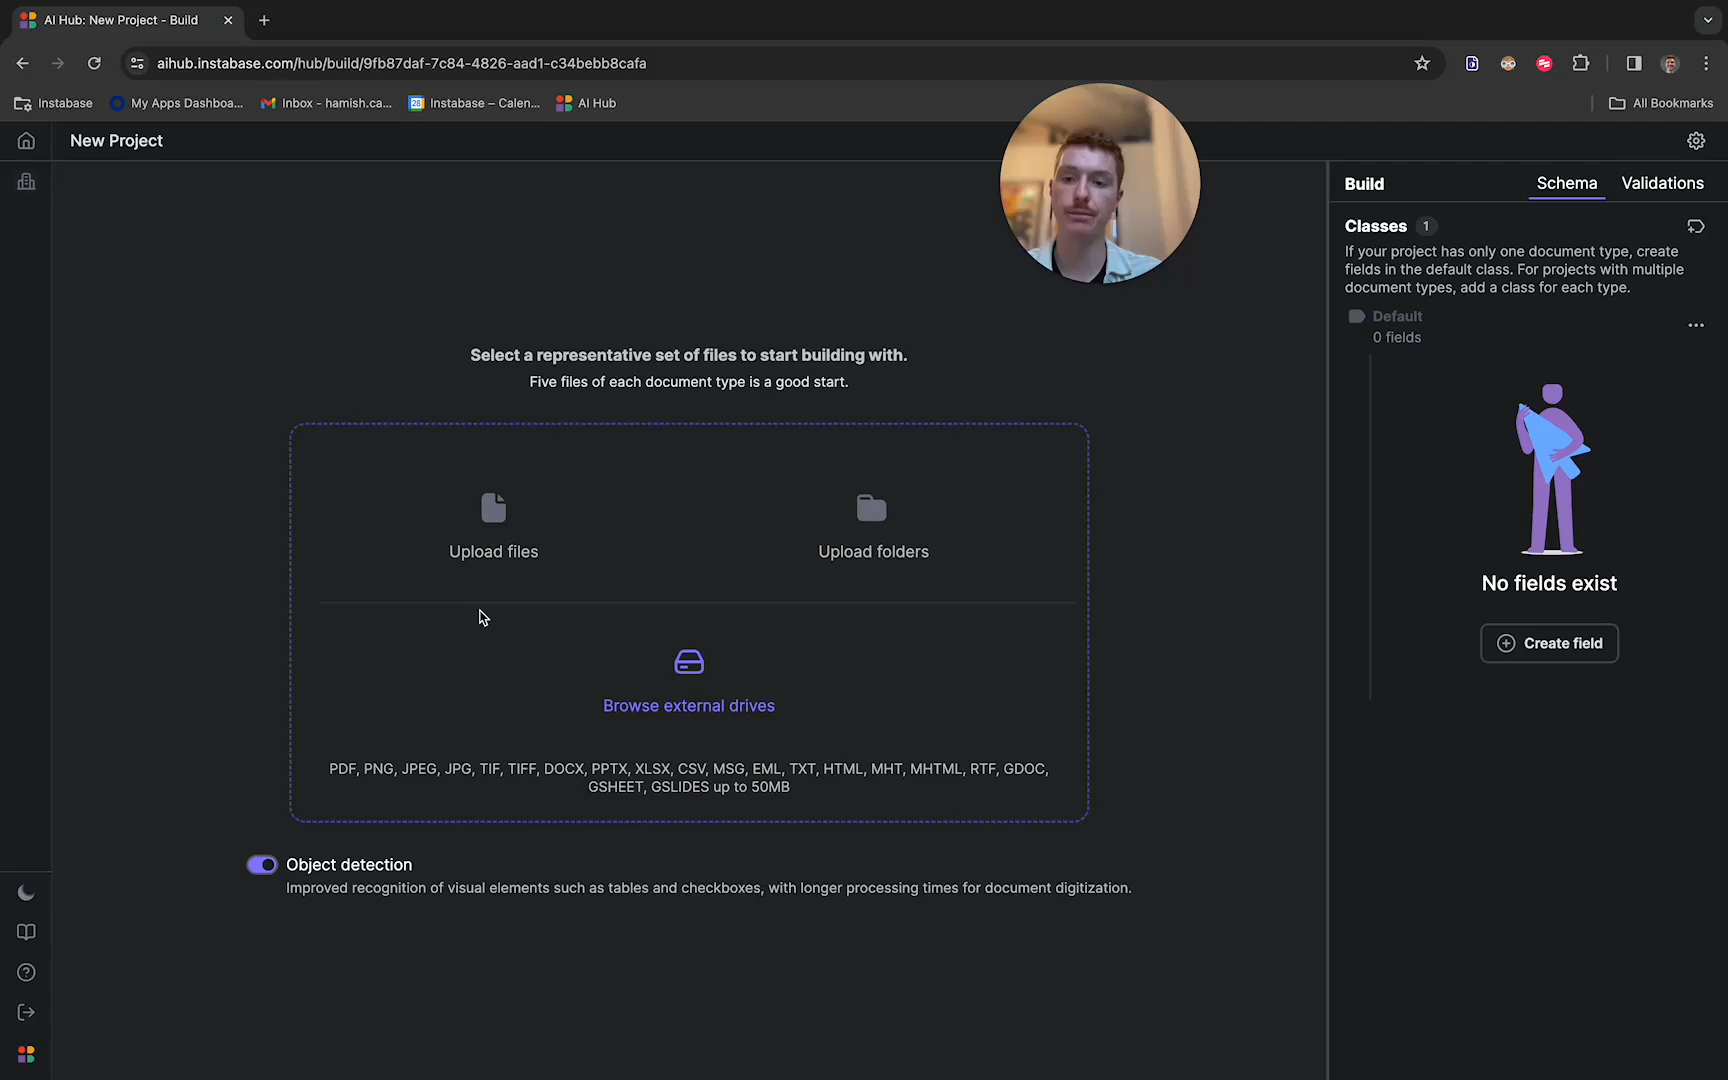 AI Hub: New Project - Build
aihub.instabase.com/hub/build/9fb87daf-7c84-4826-aad1-c34bebb8cafa
Instabase
My Apps Dashboa...
Inbox - hamish.ca...
28
Instabase – Calen...
AI Hub
All Bookmarks
New Project
Build
Schema
Validations
Classes 1
If your project has only one document type, create
fields in the default class. For projects with multiple
document types, add a class for each type.
Default
0 fields
No fields exist
Create field
Select a representative set of files to start building with.
Five files of each document type is a good start.
Upload files
Upload folders
Browse external drives
PDF, PNG, JPEG, JPG, TIF, TIFF, DOCX, PPTX, XLSX, CSV, MSG, EML, TXT, HTML, MHT, MHTML, RTF, GDOC,
GSHEET, GSLIDES up to 50MB
Object detection
Improved recognition of visual elements such as tables and checkboxes, with longer processing times for document digitization.